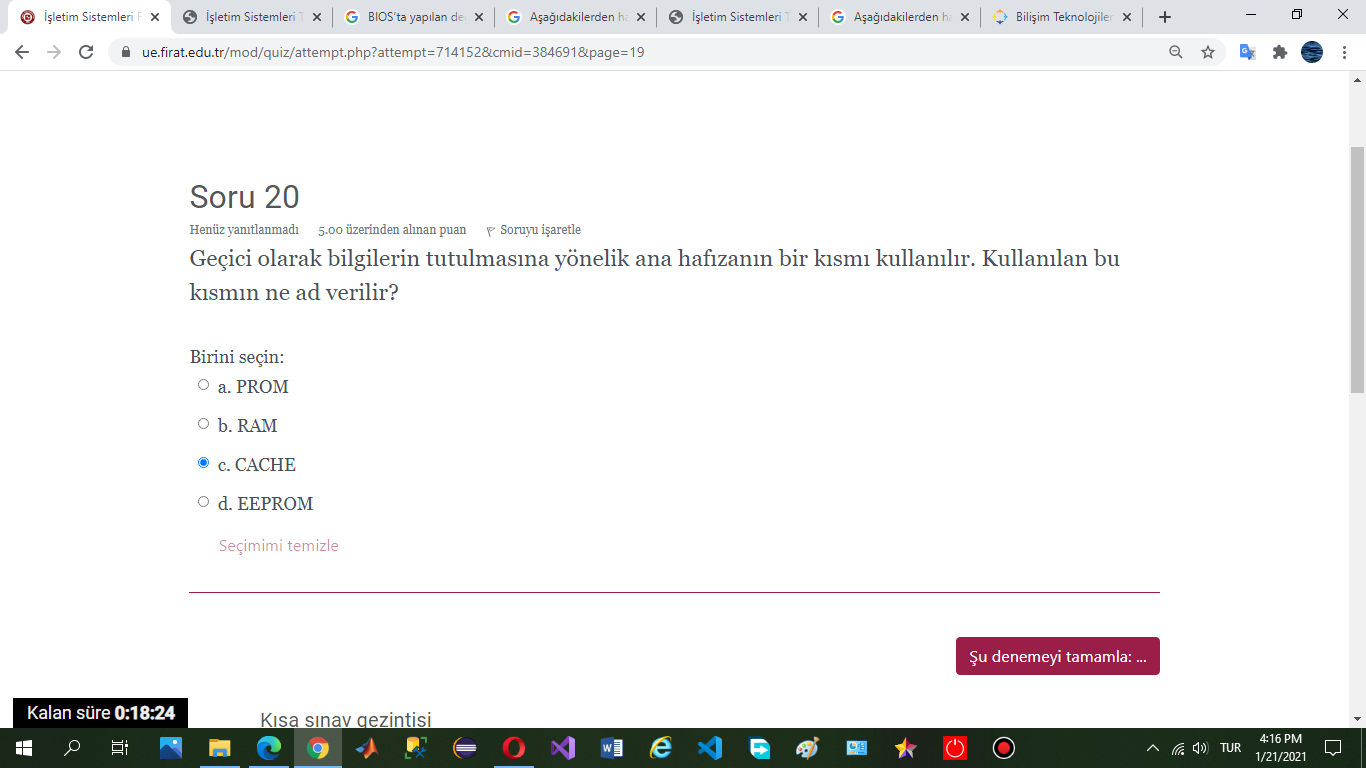 İşletim Sistemleri F
İşletim Sistemleri T
BIOS'ta yapılan de
Aşağıdakilerden ha
İşletim Sistemleri T
Aşağıdakilerden ha
Bilişim Teknolojiler
ue.firat.edu.tr/mod/quiz/attempt.php?attempt=714152&cmid=384691&page=19
Soru 20
Henüz yanıtlanmadı 5.00 üzerinden alınan puan Soruyu işaretle
Geçici olarak bilgilerin tutulmasına yönelik ana hafızanın bir kısmı kullanılır. Kullanılan bu
kısmın ne ad verilir?
Birini seçin:
a. PROM
b. RAM
c. CACHE
d. EEPROM
Seçimimi temizle
Şu denemeyi tamamla: ...
Kalan süre 0:18:24
Kısa sınav gezintisi
TUR
4:16 PM
1/21/2021